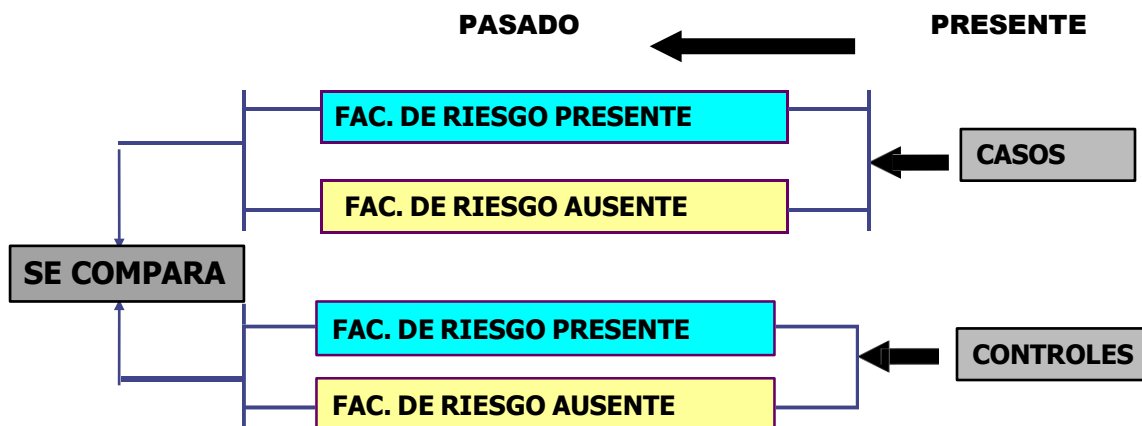 PASADO
PRESENTE
FAC. DE RIESGO PRESENTE
CASOS
FAC. DE RIESGO AUSENTE
SE COMPARA
FAC. DE RIESGO PRESENTE
CONTROLES
FAC. DE RIESGO AUSENTE